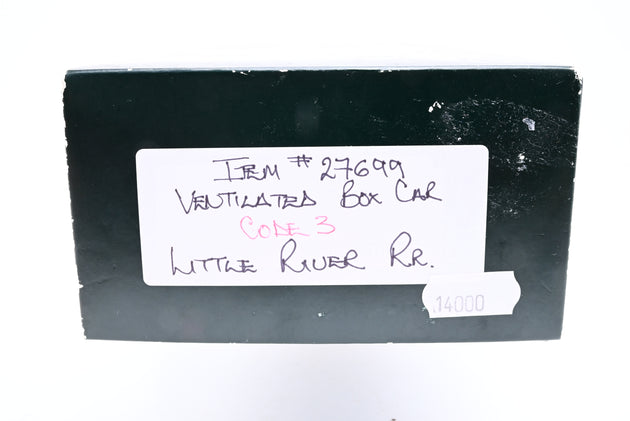 ITEM # 27699
VENTILATED BOX CAR
CODE 3
LITTLE RIVER RR.
14000